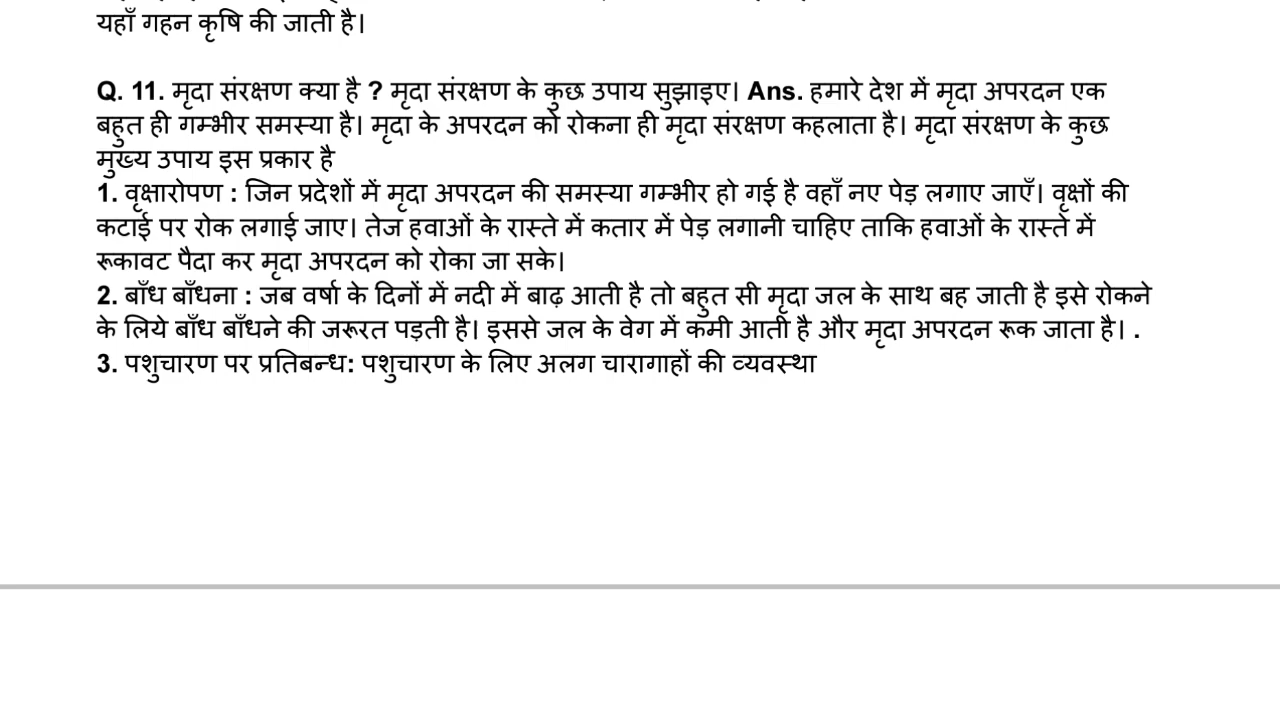 यहाँ गहन कृषि की जाती है।
Q. 11. मृदा संरक्षण क्या है ? मृदा संरक्षण के कुछ उपाय सुझाइए। Ans. हमारे देश में मृदा अपरदन एक
बहुत ही गम्भीर समस्या है। मृदा के अपरदन को रोकना ही मृदा संरक्षण कहलाता है। मृदा संरक्षण के कुछ
मुख्य उपाय इस प्रकार है
1. वृक्षारोपण : जिन प्रदेशों में मृदा अपरदन की समस्या गम्भीर हो गई है वहाँ नए पेड़ लगाए जाएँ। वृक्षों की
कटाई पर रोक लगाई जाए। तेज हवाओं के रास्ते में कतार में पेड़ लगानी चाहिए ताकि हवाओं के रास्ते में
रूकावट पैदा कर मृदा अपरदन को रोका जा सके।
2. बाँध बाँधना : जब वर्षा के दिनों में नदी में बाढ़ आती है तो बहुत सी मृदा जल के साथ बह जाती है इसे रोकने
के लिये बाँध बाँधने की जरूरत पड़ती है। इससे जल के वेग में कमी आती है और मृदा अपरदन रूक जाता है। .
3. पशुचारण पर प्रतिबन्ध: पशुचारण के लिए अलग चारागाहों की व्यवस्था